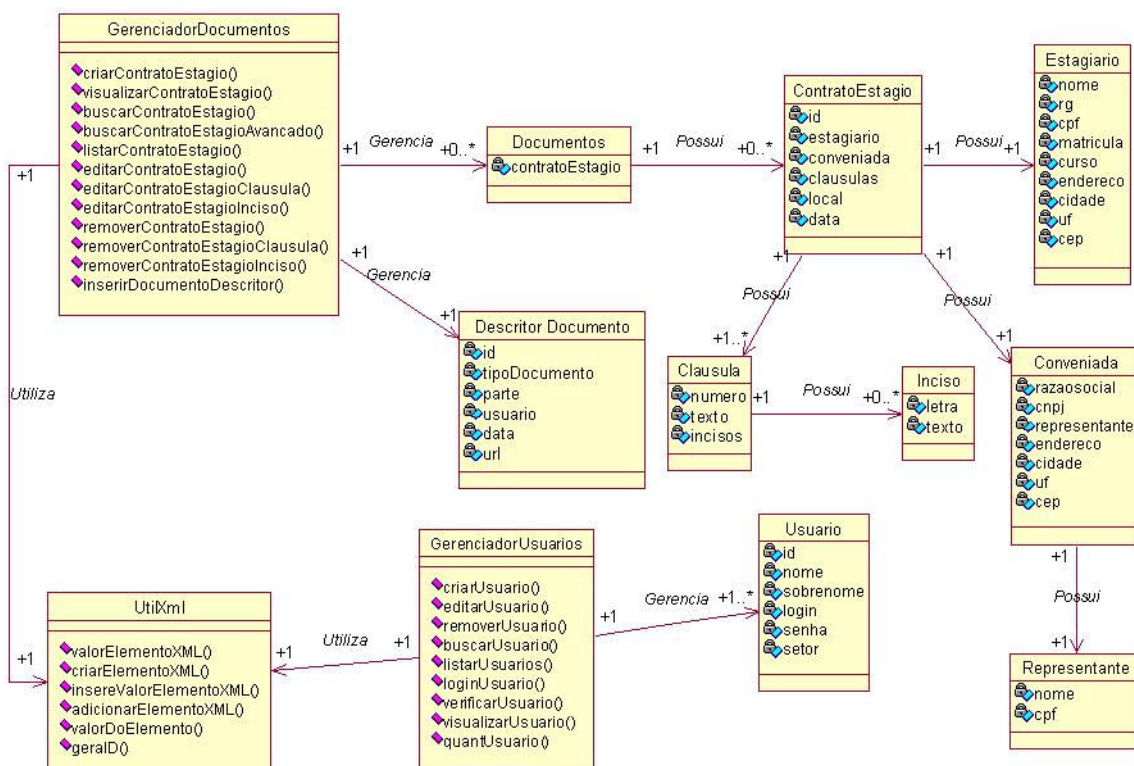 GerenciadorDocumentos
criarContratoEstagio()
visualizarContratoEstagio()
buscarContratoEstagio()
buscarContratoEstagioAvancado()
listarContratoEstagio()
editarContratoEstagio()
editarContratoEstagioClausula()
editarContratoEstagioInciso()
removerContratoEstagio()
removerContratoEstagioClausula()
removerContratoEstagioInciso()
inserirDocumentoDescritor()
+1
Gerencia
+0..*
Documentos
contratoEstagio
+1
Possui
+0..*
ContratoEstagio
id
estagiario
conveniada
clausulas
local
data
+1
Possui
+1
Estagiario
nome
rg
cpf
matricula
curso
endereco
cidade
uf
cep
+1
+1
Gerencia
+1
Descritor Documento
id
tipoDocumento
parte
usuario
data
url
+1
Possui
+1..*
Clausula
numero
texto
incisos
+1
Possui
+0..*
Inciso
letra
texto
+1
Possui
+1
Conveniada
razaosocial
cnpj
representante
endereco
cidade
uf
cep
+1
Possui
+1
Representante
nome
cpf
Utiliza
+1
UtilXml
valorElementoXML()
criarElementoXML()
insereValorElementoXML()
adicionarElementoXML()
valorDoElemento()
geraID()
+1
Utiliza
+1
GerenciadorUsuarios
criarUsuario()
editarUsuario()
removerUsuario()
buscarUsuario()
listarUsuarios()
loginUsuario()
verificarUsuario()
visualizarUsuario()
quantUsuario()
+1
Gerencia
+1..*
Usuario
id
nome
sobrenome
login
senha
setor